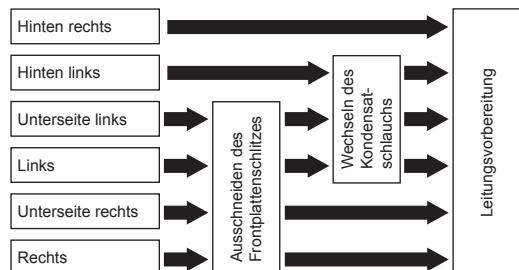 Hinten rechts
Hinten links
Unterseite links
Links
Unterseite rechts
Rechts
Ausschneiden des
Frontplattenschlitzes
Wechseln des
Kondensat-
schlauchs
Leitungsvorbereitung